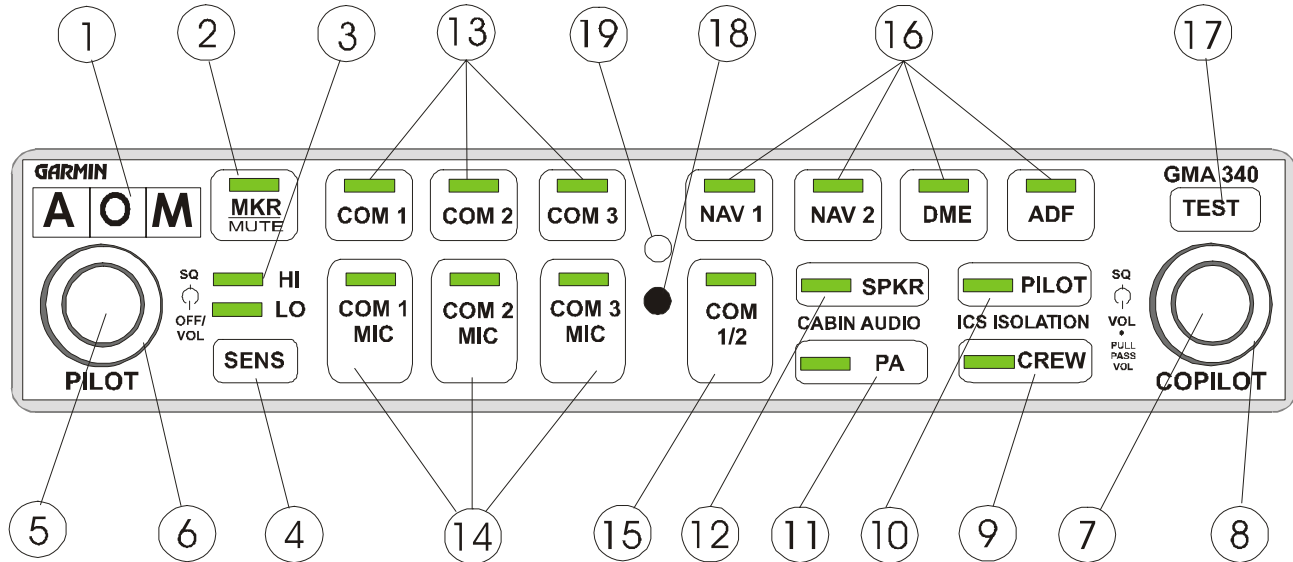 1 2 3 13 19 18 16 17
GARMIN
GMA 340
A O M
MKR
MUTE
COM 1
COM 2
COM 3
NAV 1
NAV 2
DME
ADF
TEST
SQ
OFF/
VOL
HI
LO
SENS
PILOT
COM 1
MIC
COM 2
MIC
COM 3
MIC
COM
1/2
SPKR
CABIN AUDIO
PA
PILOT
ICS ISOLATION
CREW
SQ
VOL
PULL
PASS
VOL
COPILOT
5 6 4 14 15 12 11 10 9 7 8